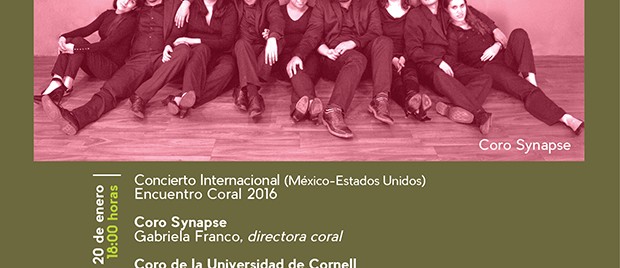 Coro Synapse
20 de enero
18:00 horas
Concierto Internacional (México-Estados Unidos)
Encuentro Coral 2016
Coro Synapse
Gabriela Franco, directora coral
Coro de la Universidad de Cornell